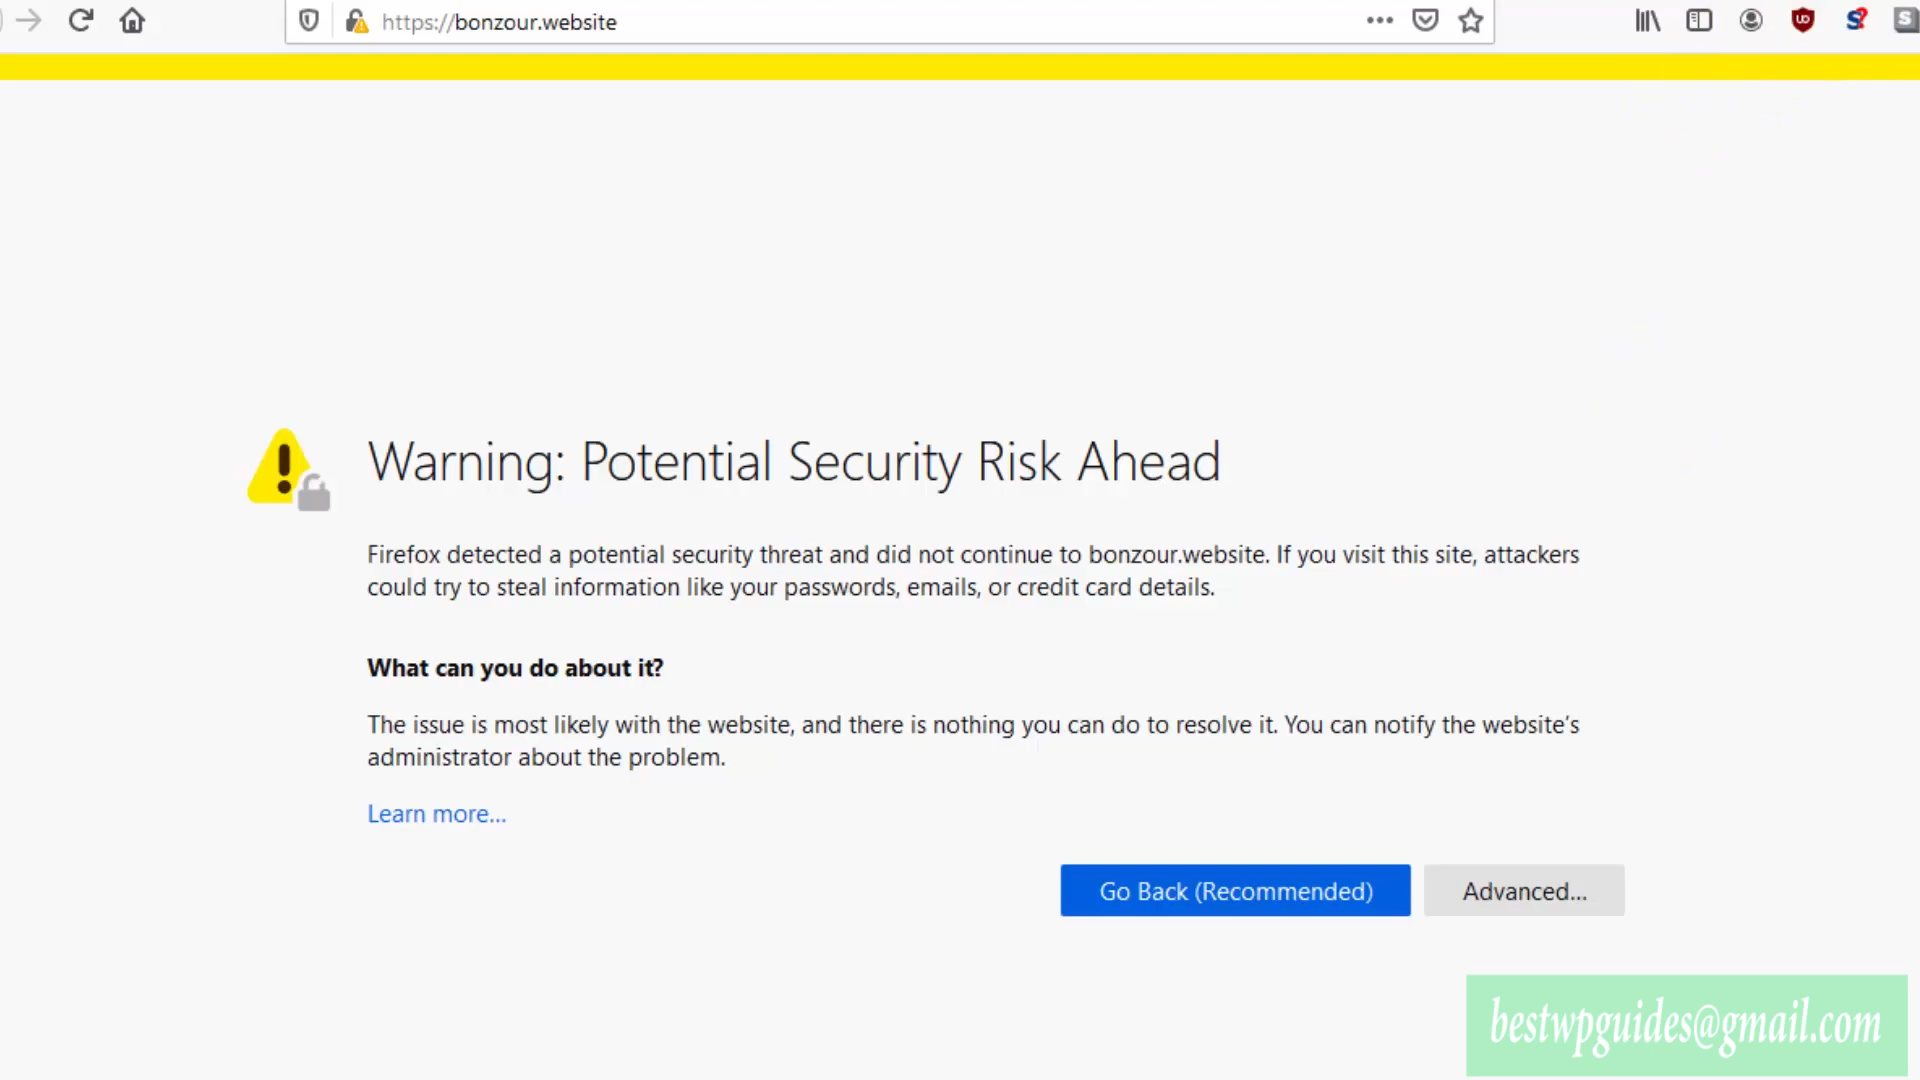 https://bonzour.website
Warning: Potential Security Risk Ahead
Firefox detected a potential security threat and did not continue to bonzour.website. If you visit this site, attackers
could try to steal information like your passwords, emails, or credit card details.
What can you do about it?
The issue is most likely with the website, and there is nothing you can do to resolve it. You can notify the website’s
administrator about the problem.
Learn more…
Go Back (Recommended)
Advanced…
bestwpguides@gmail.com